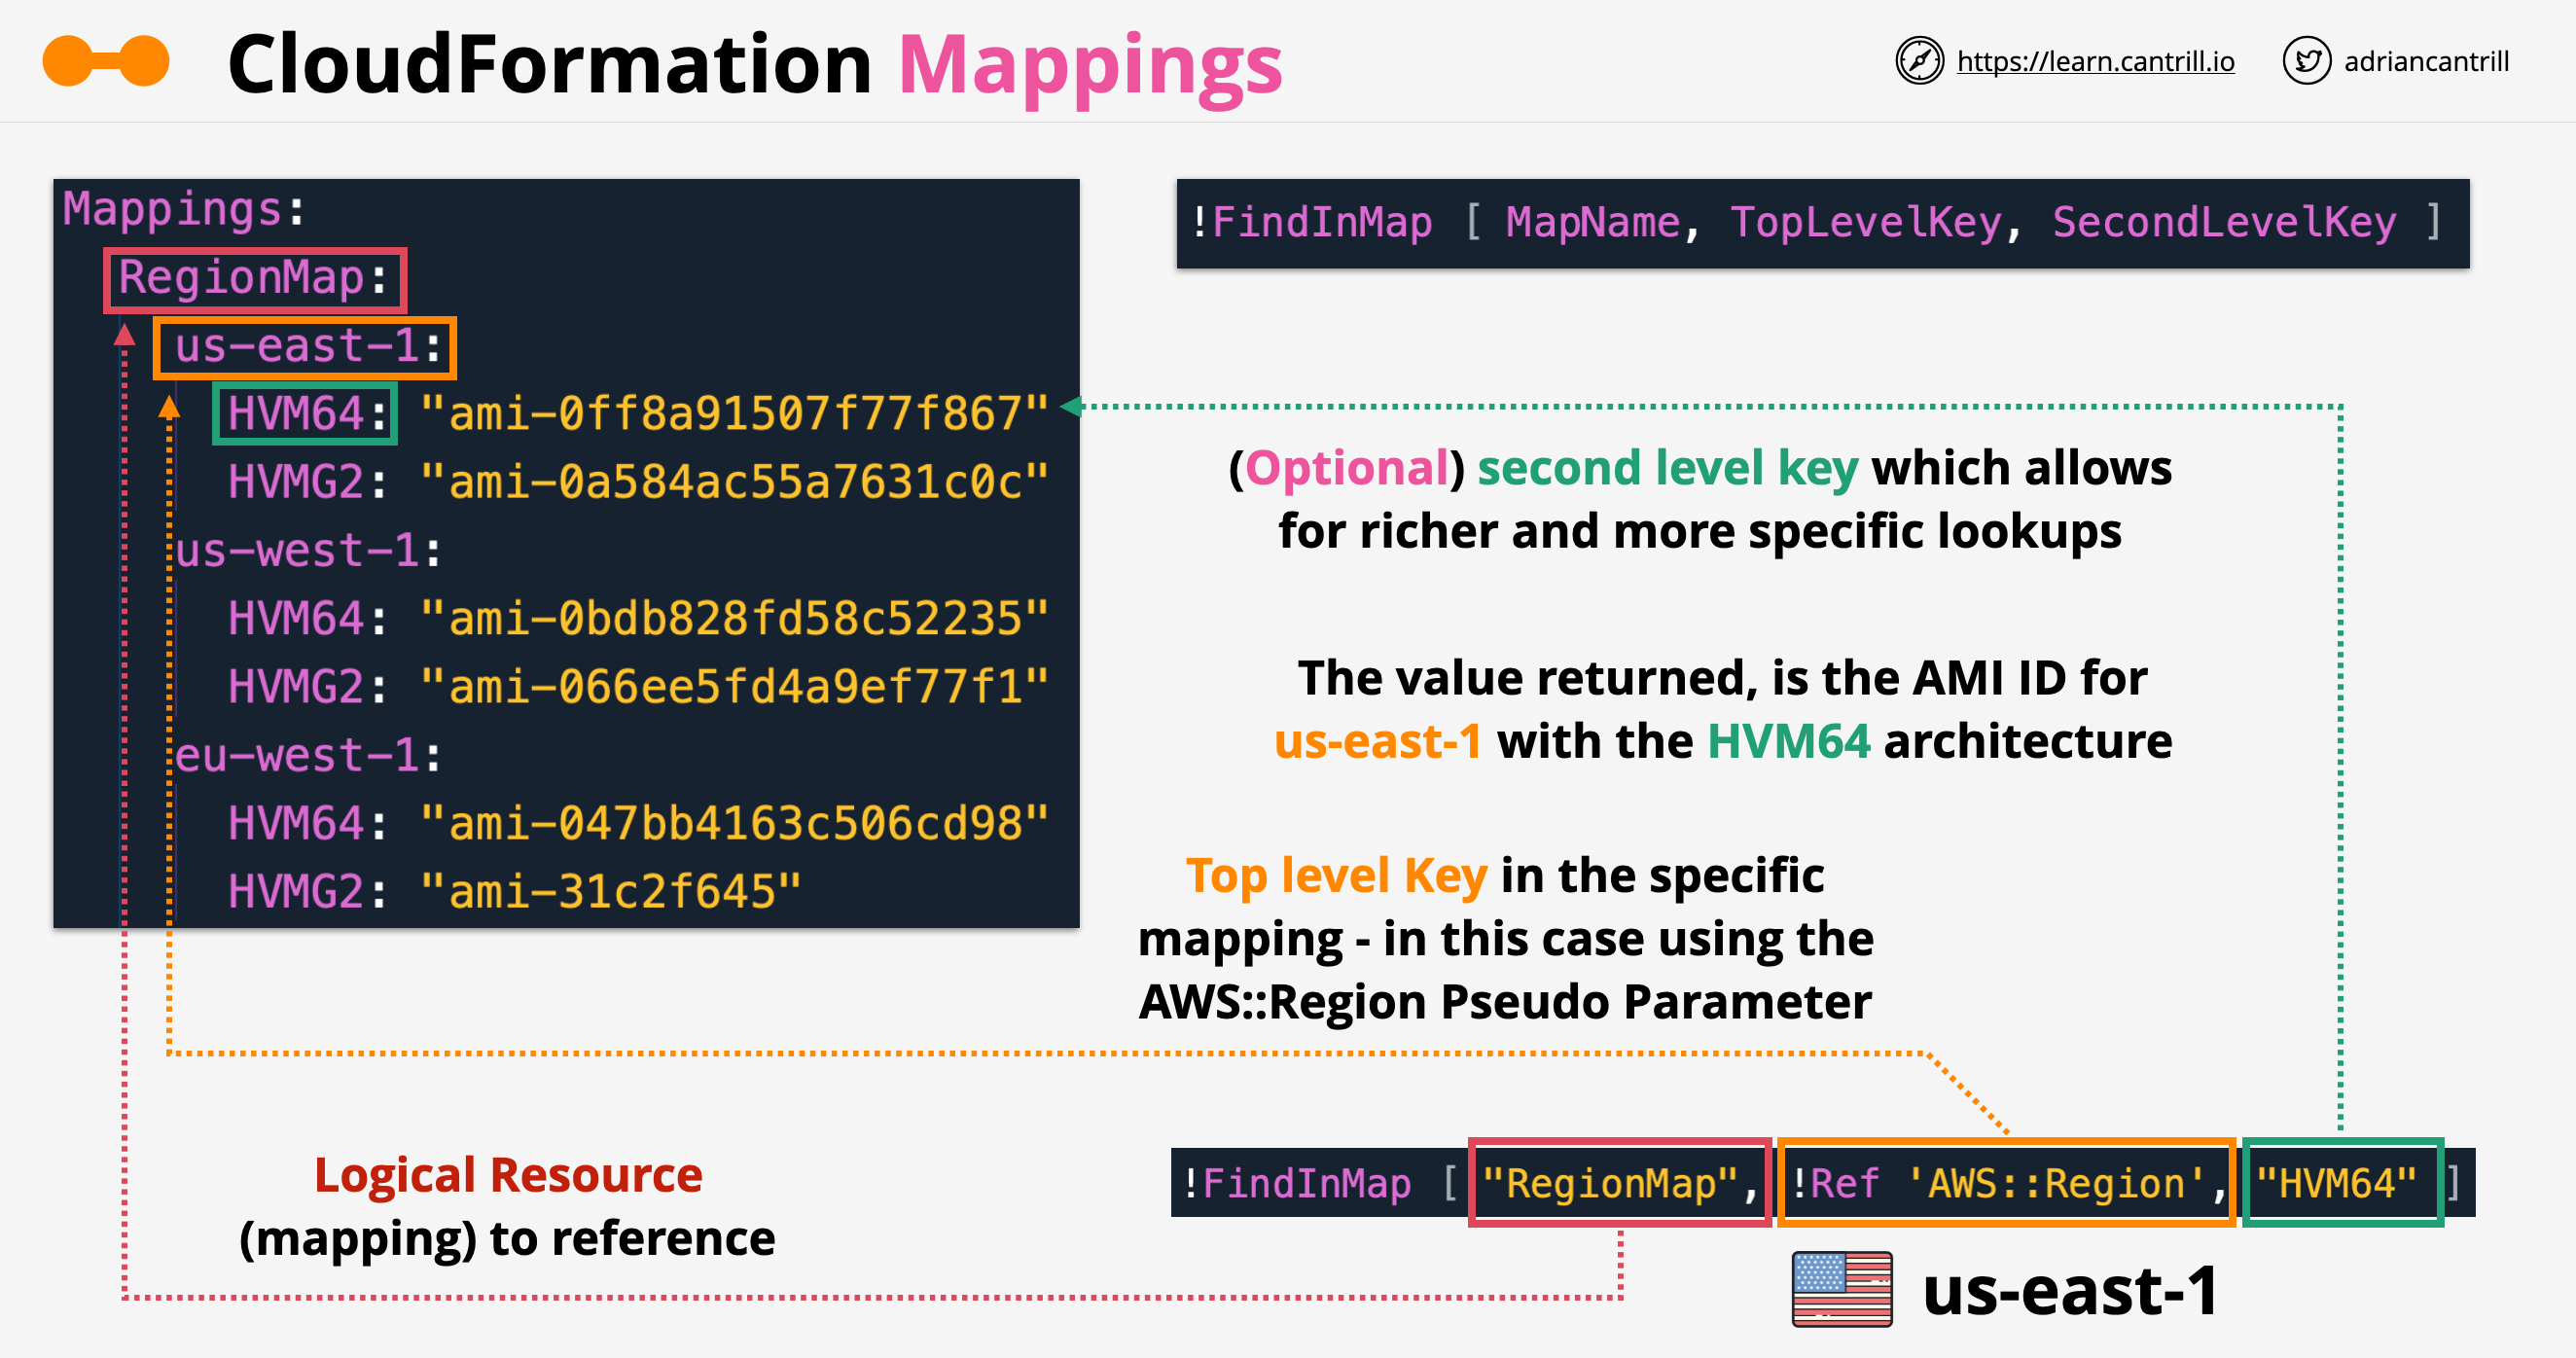 CloudFormation Mappings
https://learn.cantrill.io
adriancantrill
Mappings:
RegionMap:
us-east-1:
HVM64: "ami-0ff8a91507f77f867"
HVMG2: "ami-0a584ac55a7631c0c"
us-west-1:
HVM64: "ami-0bdb828fd58c52235"
HVMG2: "ami-066ee5fd4a9ef77f1"
eu-west-1:
HVM64: "ami-047bb4163c506cd98"
HVMG2: "ami-31c2f645"
!FindInMap [ MapName, TopLevelKey, SecondLevelKey ]
(Optional) second level key which allows
for richer and more specific lookups
The value returned, is the AMI ID for
us-east-1 with the HVM64 architecture
Top level Key in the specific
mapping - in this case using the
AWS::Region Pseudo Parameter
Logical Resource
(mapping) to reference
!FindInMap [ "RegionMap", !Ref 'AWS::Region', "HVM64" ]
us-east-1